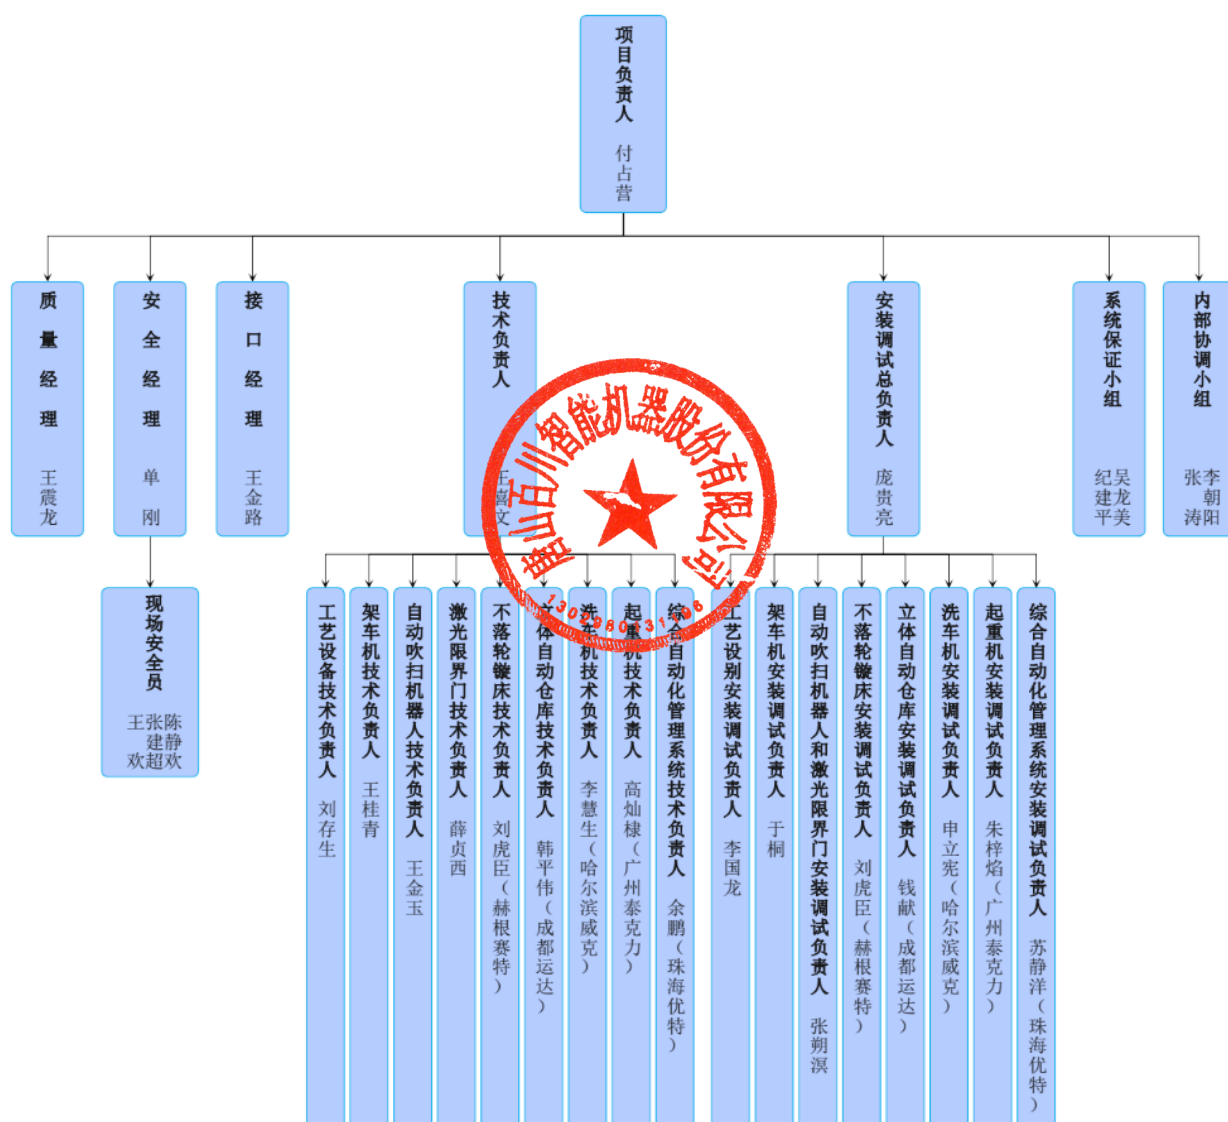 项目负责人 付占营
质量经理 王震龙
安全经理 单刚
接口经理 王金路
技术负责人 王喜文
安装调试总负责人 庞贵亮
系统保证小组 纪建平 吴龙美
内部协调小组 张涛 李朝阳
现场安全员 王欢 张建超 陈静欢
工艺设备技术负责人 刘存生
架车机技术负责人 王桂青
自动吹扫机器人技术负责人 王金玉
激光限界门技术负责人 薛贞西
不落轮镟床技术负责人 刘虎臣（赫根赛特）
立体自动仓库技术负责人 韩平伟（成都运达）
洗车机技术负责人 李慧生（哈尔滨威克）
起重机技术负责人 高灿棣（广州泰克力）
综合自动化管理系统技术负责人 余鹏（珠海优特）
工艺设别安装调试负责人 李国龙
架车机安装调试负责人 于桐
自动吹扫机器人和激光限界门安装调试负责人 张朔溟
不落轮镟床安装调试负责人 刘虎臣（赫根赛特）
立体自动仓库安装调试负责人 钱献（成都运达）
洗车机安装调试负责人 申立宪（哈尔滨威克）
起重机安装调试负责人 朱梓焰（广州泰克力）
综合自动化管理系统安装调试负责人 苏静洋（珠海优特）
唐山百川智能机器股份有限公司